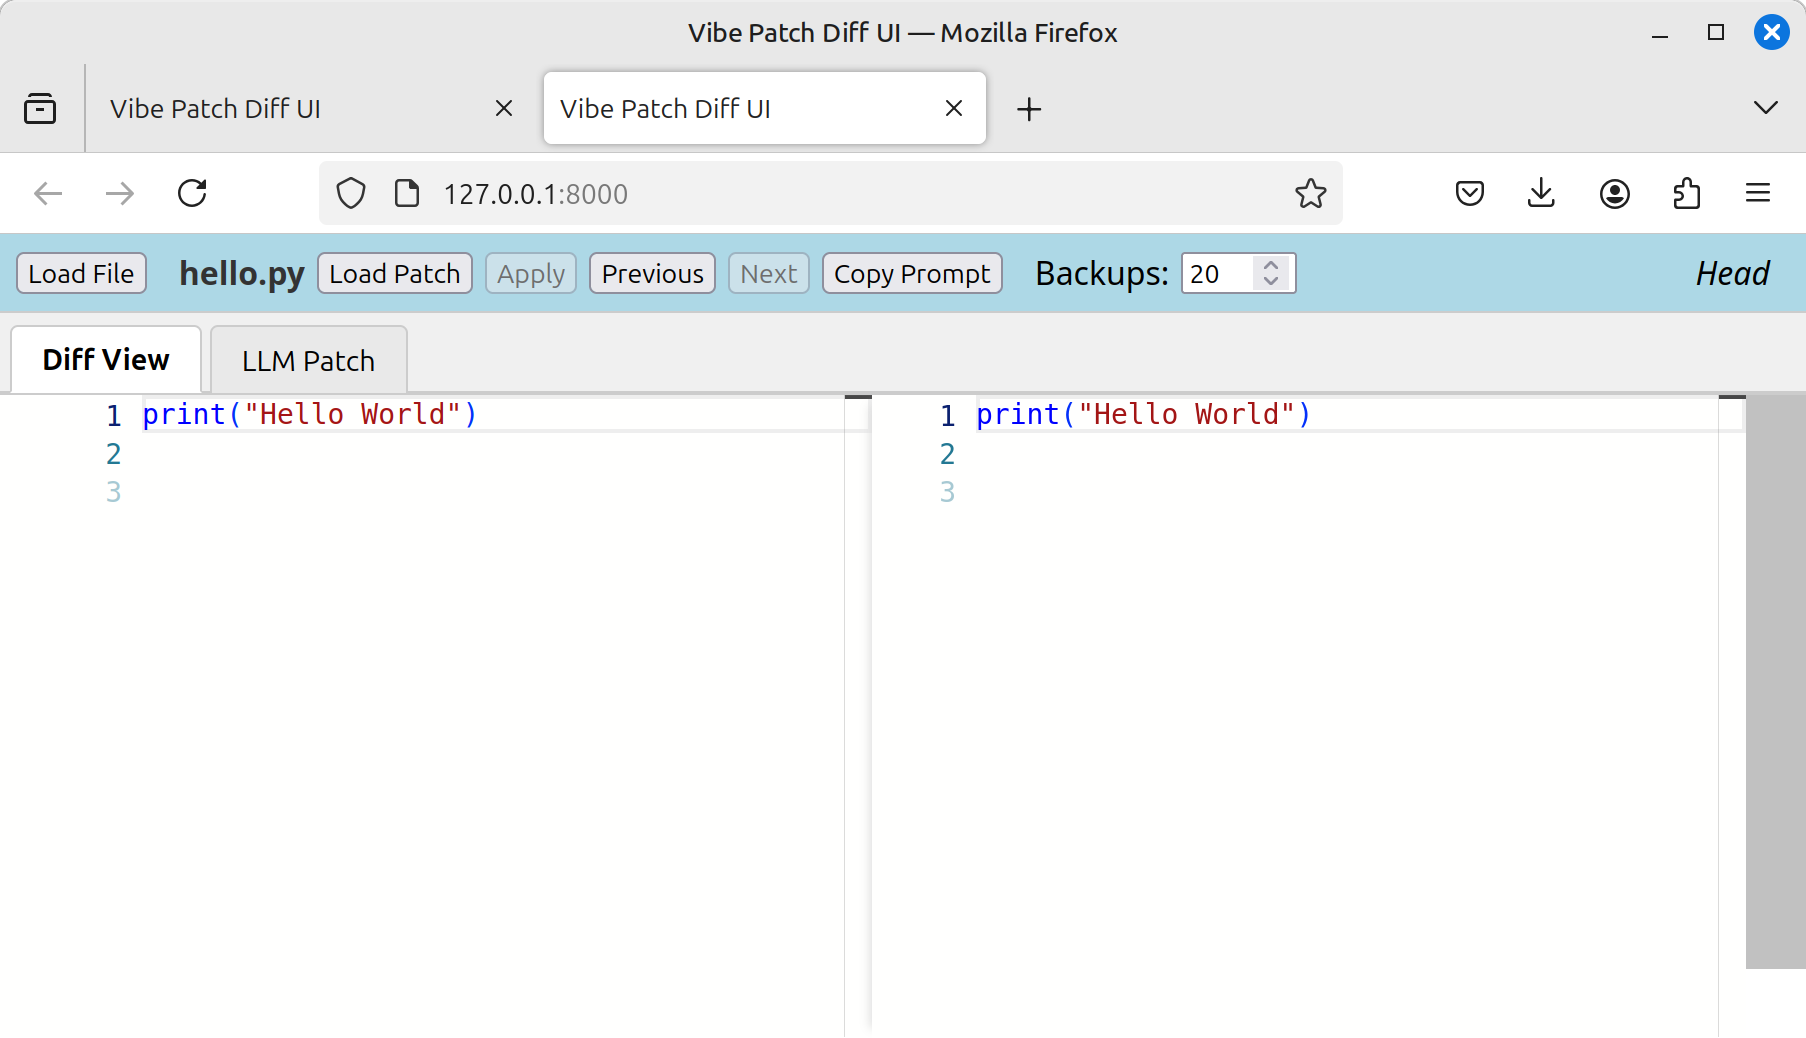 Vibe Patch Diff UI — Mozilla Firefox
Vibe Patch Diff UI
Vibe Patch Diff UI
127.0.0.1:8000
Load File hello.py Load Patch Apply Previous Next Copy Prompt Backups: 20 Head
Diff View LLM Patch
1 print("Hello World")
2
3
1 print("Hello World")
2
3